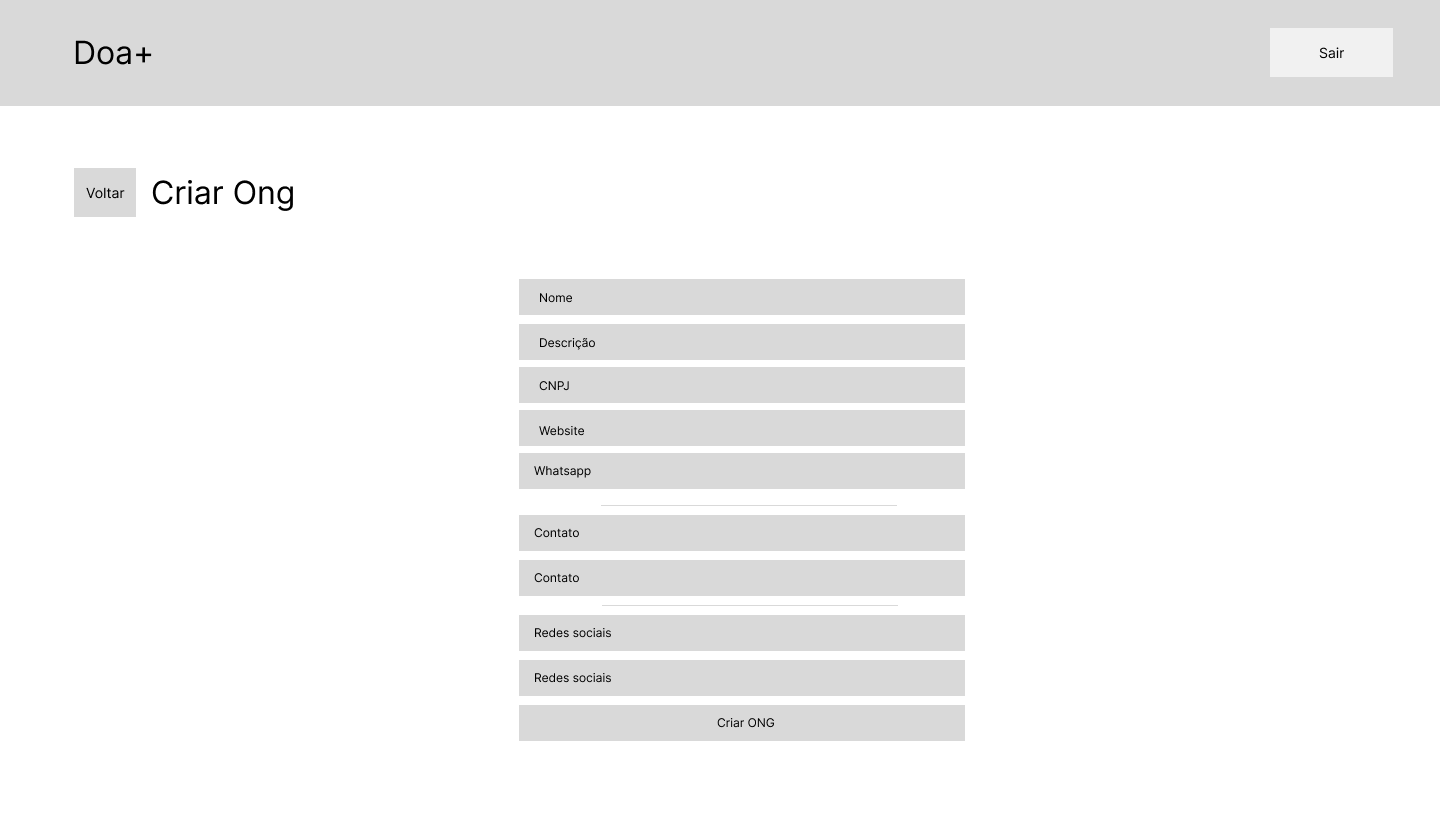 Doa+
Sair
Voltar
Criar Ong
Nome
Descrição
CNPJ
Website
Whatsapp
Contato
Contato
Redes sociais
Redes sociais
Criar ONG